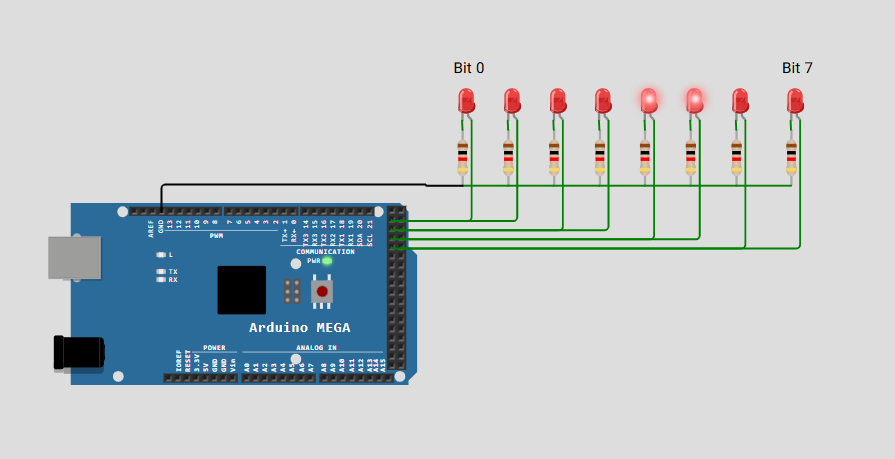 Bit 0
Bit 7
AREF
GND
13
12
11
10
9
8
7
6
5
4
3
2
TX→ 1
RX← 0
TX3 14
RX3 15
TX2 16
RX2 17
TX1 18
RX1 19
SDA 20
SCL 21
PWM
COMMUNICATION
PWR
L
TX
RX
Arduino MEGA
POWER
ANALOG IN
IOREF
RESET
3.3V
5V
GND
GND
Vin
A0
A1
A2
A3
A4
A5
A6
A7
A8
A9
A10
A11
A12
A13
A14
A15